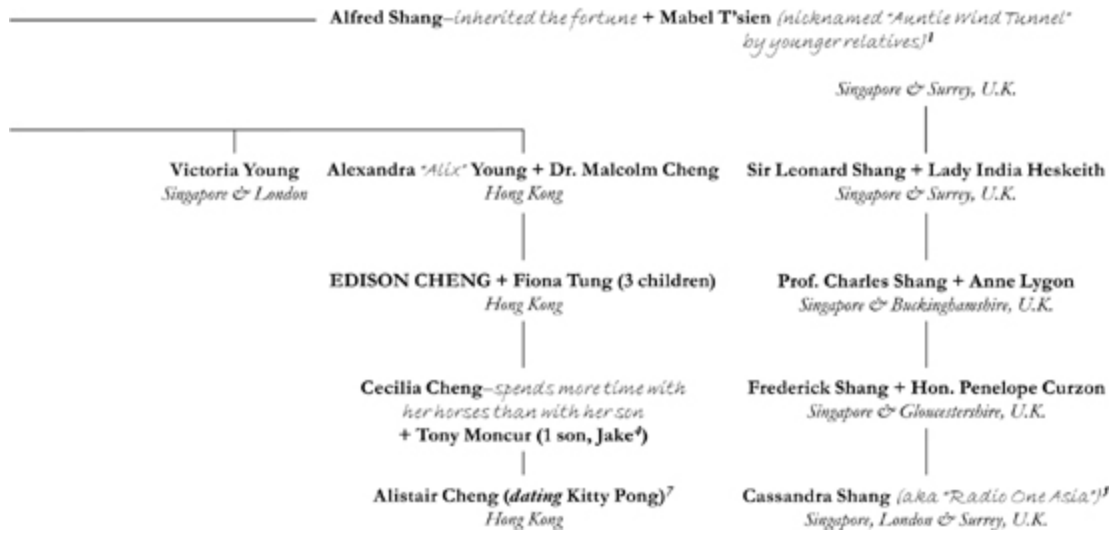 Alfred Shang–inherited the fortune + Mabel T'sien (nicknamed "Auntie Wind Tunnel"
by younger relatives)1
Singapore & Surrey, U.K.
Victoria Young
Singapore & London
Alexandra "Alix" Young + Dr. Malcolm Cheng
Hong Kong
Sir Leonard Shang + Lady India Heskeith
Singapore & Surrey, U.K.
EDISON CHENG + Fiona Tung (3 children)
Hong Kong
Prof. Charles Shang + Anne Lygon
Singapore & Buckinghamshire, U.K.
Cecilia Cheng–spends more time with
her horses than with her son
+ Tony Moncur (1 son, Jake4)
Frederick Shang + Hon. Penelope Curzon
Singapore & Gloucestershire, U.K.
Alistair Cheng (dating Kitty Pong)7
Hong Kong
Cassandra Shang (aka "Radio One Asia")
Singapore, London & Surrey, U.K.